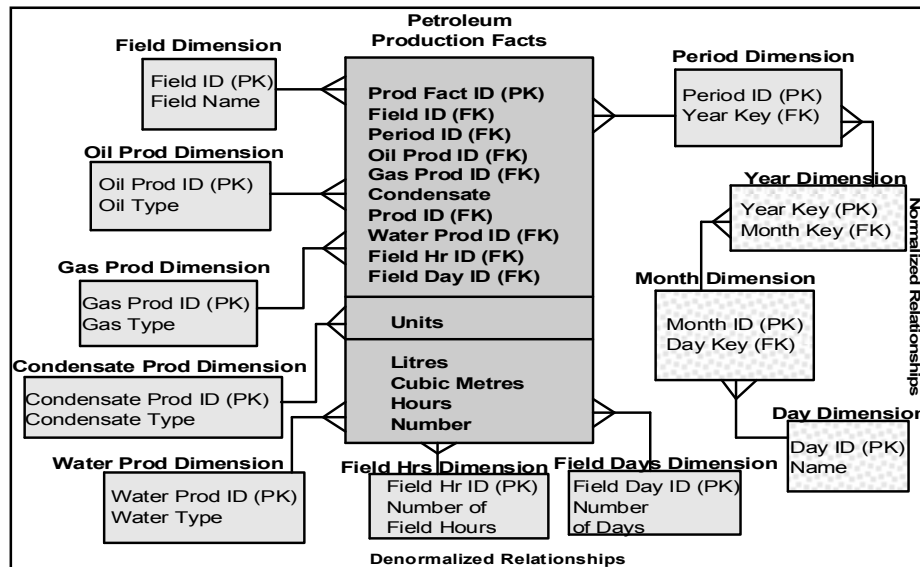 Petroleum
Production Facts
Field Dimension
Field ID (PK)
Field Name
Oil Prod Dimension
Oil Prod ID (PK)
Oil Type
Gas Prod Dimension
Gas Prod ID (PK)
Gas Type
Condensate Prod Dimension
Condensate Prod ID (PK)
Condensate Type
Water Prod Dimension
Water Prod ID (PK)
Water Type
Prod Fact ID (PK)
Field ID (FK)
Period ID (FK)
Oil Prod ID (FK)
Gas Prod ID (FK)
Condensate
Prod ID (FK)
Water Prod ID (FK)
Field Hr ID (FK)
Field Day ID (FK)
Units
Litres
Cubic Metres
Hours
Number
Field Hrs Dimension
Field Hr ID (PK)
Number of
Field Hours
Field Days Dimension
Field Day ID (PK)
Number
of Days
Period Dimension
Period ID (PK)
Year Key (FK)
Year Dimension
Year Key (PK)
Month Key (FK)
Month Dimension
Month ID (PK)
Day Key (FK)
Day Dimension
Day ID (PK)
Name
Normalized Relationships
Denormalized Relationships